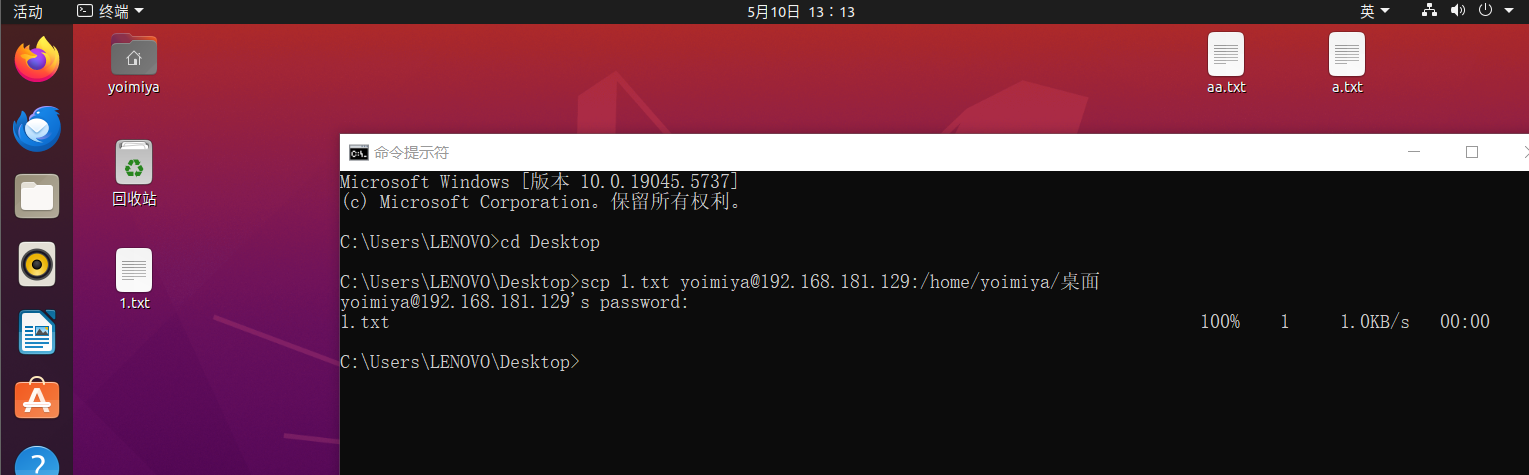 活动 终端 5月10日 13：13 英
yoimiya
aa.txt a.txt
回收站
1.txt
命令提示符
Microsoft Windows [版本 10.0.19045.5737]
(c) Microsoft Corporation。保留所有权利。
C:\Users\LENOVO>cd Desktop
C:\Users\LENOVO\Desktop>scp 1.txt yoimiya@192.168.181.129:/home/yoimiya/桌面
yoimiya@192.168.181.129's password:
1.txt 100% 1 1.0KB/s 00:00
C:\Users\LENOVO\Desktop>